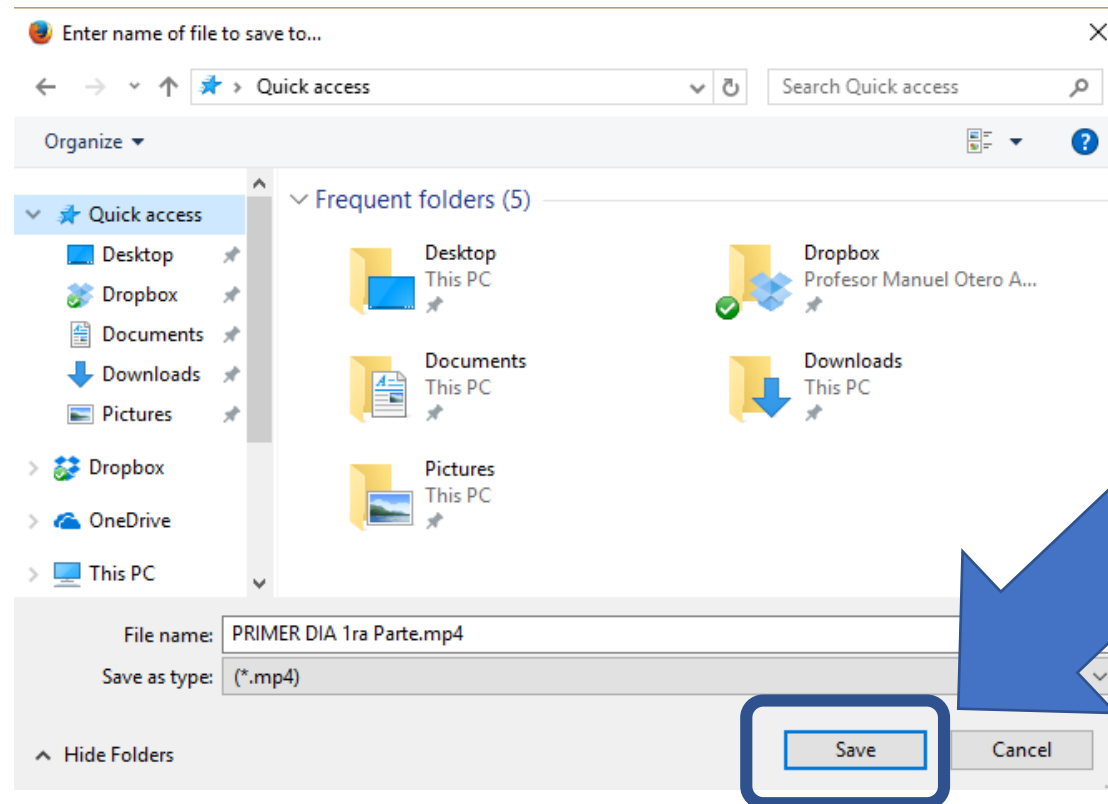 Enter name of file to save to...
Quick access
Search Quick access
Organize
Quick access
Desktop
Dropbox
Documents
Downloads
Pictures
Dropbox
OneDrive
This PC
Frequent folders (5)
Desktop
This PC
Dropbox
Profesor Manuel Otero A...
Documents
This PC
Downloads
This PC
Pictures
This PC
File name: PRIMER DIA 1ra Parte.mp4
Save as type: (*.mp4)
Hide Folders
Save
Cancel